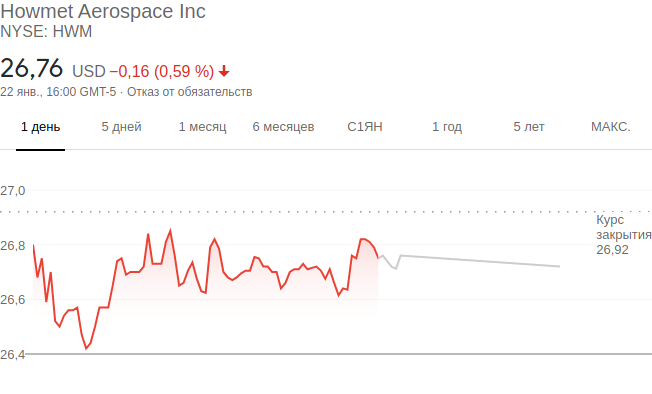 Howmet Aerospace Inc
NYSE: HWM
26,76 USD −0,16 (0,59 %)
22 янв., 16:00 GMT-5 · Отказ от обязательств
1 день 5 дней 1 месяц 6 месяцев С1ЯН 1 год 5 лет МАКС.
27,0
Курс
закрытия
26,92
26,8
26,6
26,4